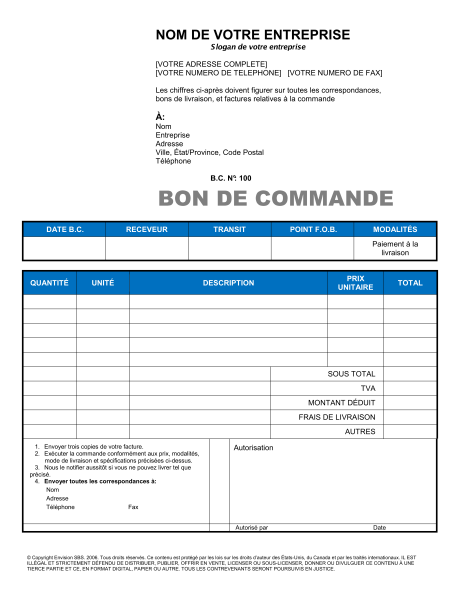 NOM DE VOTRE ENTREPRISE
Slogan de votre entreprise
[VOTRE ADRESSE COMPLETE]
[VOTRE NUMERO DE TELEPHONE] [VOTRE NUMERO DE FAX]
Les chiffres ci-après doivent figurer sur toutes les correspondances,
bons de livraison, et factures relatives à la commande
À:
Nom
Entreprise
Adresse
Ville, État/Province, Code Postal
Téléphone
B.C. Nº: 100
BON DE COMMANDE
DATE B.C. RECEVEUR TRANSIT POINT F.O.B. MODALITÉS
Paiement à la
livraison
QUANTITÉ UNITÉ DESCRIPTION PRIX UNITAIRE TOTAL
SOUS TOTAL
TVA
MONTANT DÉDUIT
FRAIS DE LIVRAISON
AUTRES
1. Envoyer trois copies de votre facture.
2. Exécuter la commande conformément aux prix, modalités,
mode de livraison et spécifications précisées ci-dessus.
3. Nous le notifier aussitôt si vous ne pouvez livrer tel que
précisé.
4. Envoyer toutes les correspondances à:
Nom
Adresse
Téléphone Fax
Autorisation
Autorisé par Date
© Copyright Envision SBS. 2006. Tous droits réservés. Ce contenu est protégé par les lois sur les droits d'auteur des États-Unis, du Canada et par les traités internationaux. IL EST
ILLÉGAL ET STRICTEMENT DÉFENDU DE DISTRIBUER, PUBLIER, OFFRIR EN VENTE, LICENSER OU SOUS-LICENSER, DONNER OU DIVULGUER CE CONTENU À UNE
TIERCE PARTIE ET CE, EN FORMAT DIGITAL, PAPIER OU AUTRE. TOUS LES CONTREVENANTS SERONT POURSUIVIS EN JUSTICE.